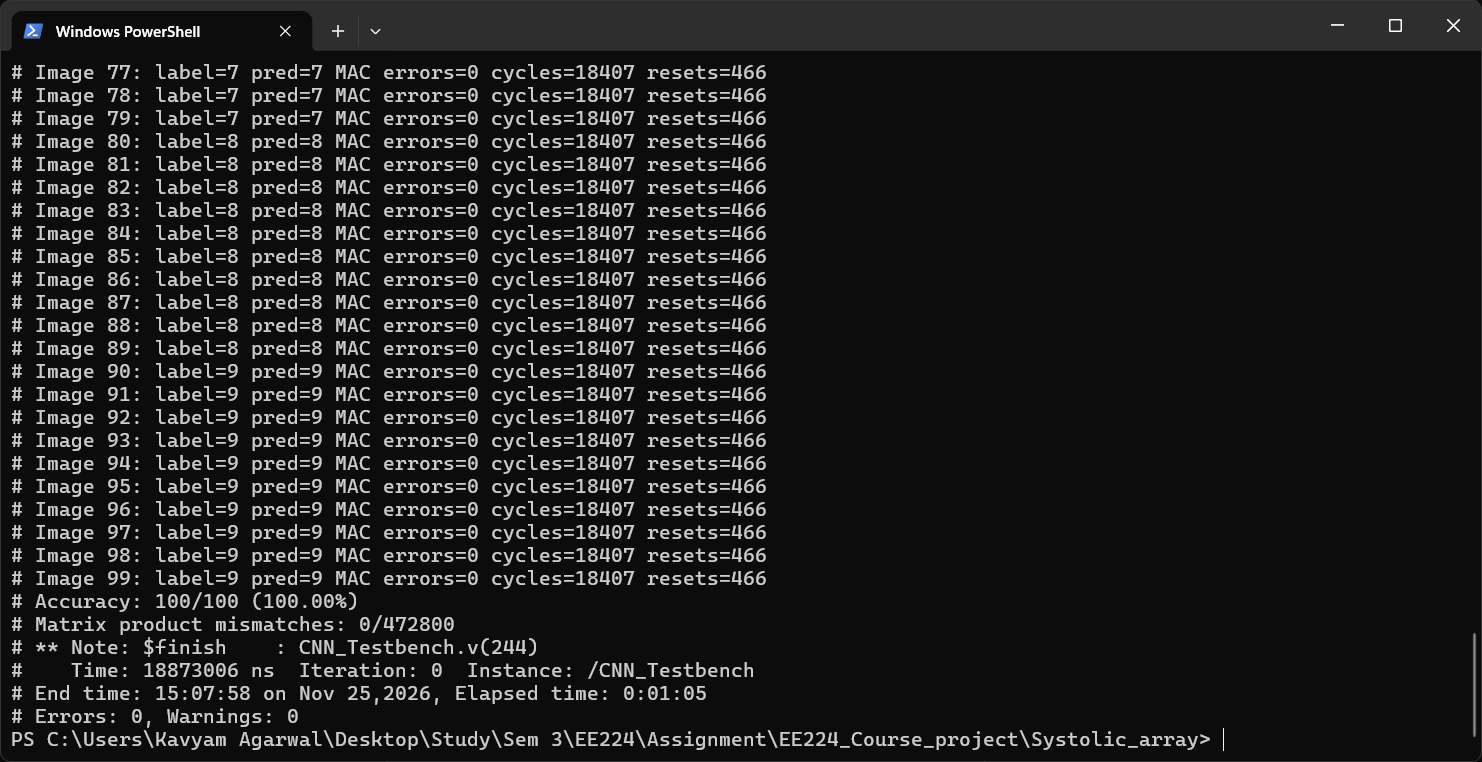 Windows PowerShell
# Image 77: label=7 pred=7 MAC errors=0 cycles=18407 resets=466
# Image 78: label=7 pred=7 MAC errors=0 cycles=18407 resets=466
# Image 79: label=7 pred=7 MAC errors=0 cycles=18407 resets=466
# Image 80: label=8 pred=8 MAC errors=0 cycles=18407 resets=466
# Image 81: label=8 pred=8 MAC errors=0 cycles=18407 resets=466
# Image 82: label=8 pred=8 MAC errors=0 cycles=18407 resets=466
# Image 83: label=8 pred=8 MAC errors=0 cycles=18407 resets=466
# Image 84: label=8 pred=8 MAC errors=0 cycles=18407 resets=466
# Image 85: label=8 pred=8 MAC errors=0 cycles=18407 resets=466
# Image 86: label=8 pred=8 MAC errors=0 cycles=18407 resets=466
# Image 87: label=8 pred=8 MAC errors=0 cycles=18407 resets=466
# Image 88: label=8 pred=8 MAC errors=0 cycles=18407 resets=466
# Image 89: label=8 pred=8 MAC errors=0 cycles=18407 resets=466
# Image 90: label=9 pred=9 MAC errors=0 cycles=18407 resets=466
# Image 91: label=9 pred=9 MAC errors=0 cycles=18407 resets=466
# Image 92: label=9 pred=9 MAC errors=0 cycles=18407 resets=466
# Image 93: label=9 pred=9 MAC errors=0 cycles=18407 resets=466
# Image 94: label=9 pred=9 MAC errors=0 cycles=18407 resets=466
# Image 95: label=9 pred=9 MAC errors=0 cycles=18407 resets=466
# Image 96: label=9 pred=9 MAC errors=0 cycles=18407 resets=466
# Image 97: label=9 pred=9 MAC errors=0 cycles=18407 resets=466
# Image 98: label=9 pred=9 MAC errors=0 cycles=18407 resets=466
# Image 99: label=9 pred=9 MAC errors=0 cycles=18407 resets=466
# Accuracy: 100/100 (100.00%)
# Matrix product mismatches: 0/472800
# ** Note: $finish    : CNN_Testbench.v(244)
#    Time: 18873006 ns  Iteration: 0  Instance: /CNN_Testbench
# End time: 15:07:58 on Nov 25,2026, Elapsed time: 0:01:05
# Errors: 0, Warnings: 0
PS C:\Users\Kavyam Agarwal\Desktop\Study\Sem 3\EE224\Assignment\EE224_Course_project\Systolic_array>